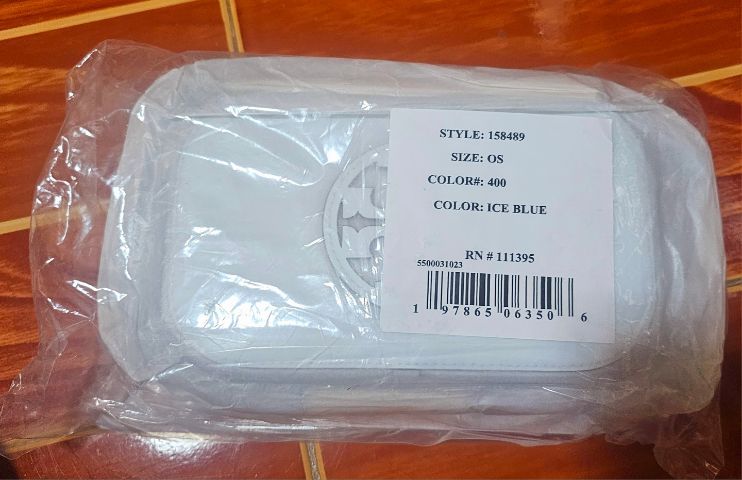 STYLE: 158489
SIZE: OS
COLOR#: 400
COLOR: ICE BLUE
RN # 111395
5500031023
1 97865 06350 6